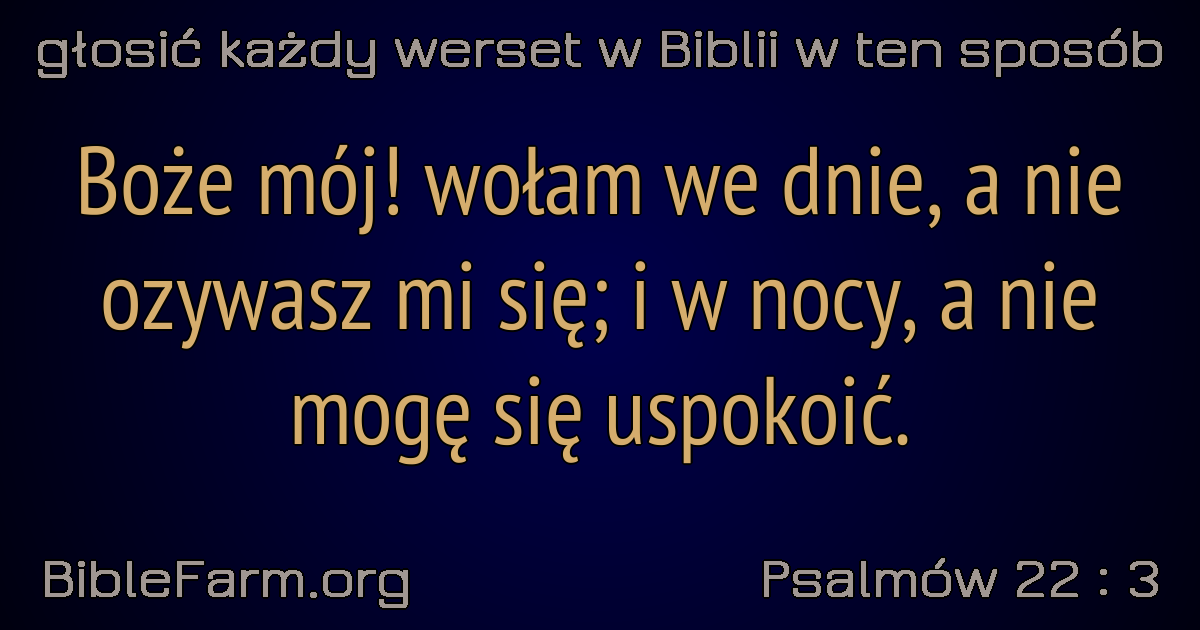 głosić każdy werset w Biblii w ten sposób
Boże mój! wołam we dnie, a nie
ozywasz mi się; i w nocy, a nie
mogę się uspokoić.
BibleFarm.org
Psalmów 22 : 3